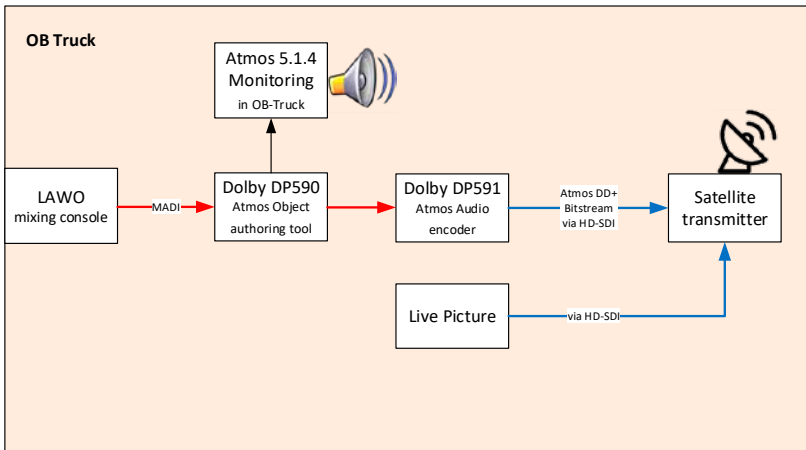 OB Truck
Atmos 5.1.4
Monitoring
in OB-Truck
LAWO
mixing console
MADI
Dolby DP590
Atmos Object
authoring tool
Dolby DP591
Atmos Audio
encoder
Atmos DD+
Bitstream
via HD-SDI
Satellite
transmitter
Live Picture
via HD-SDI